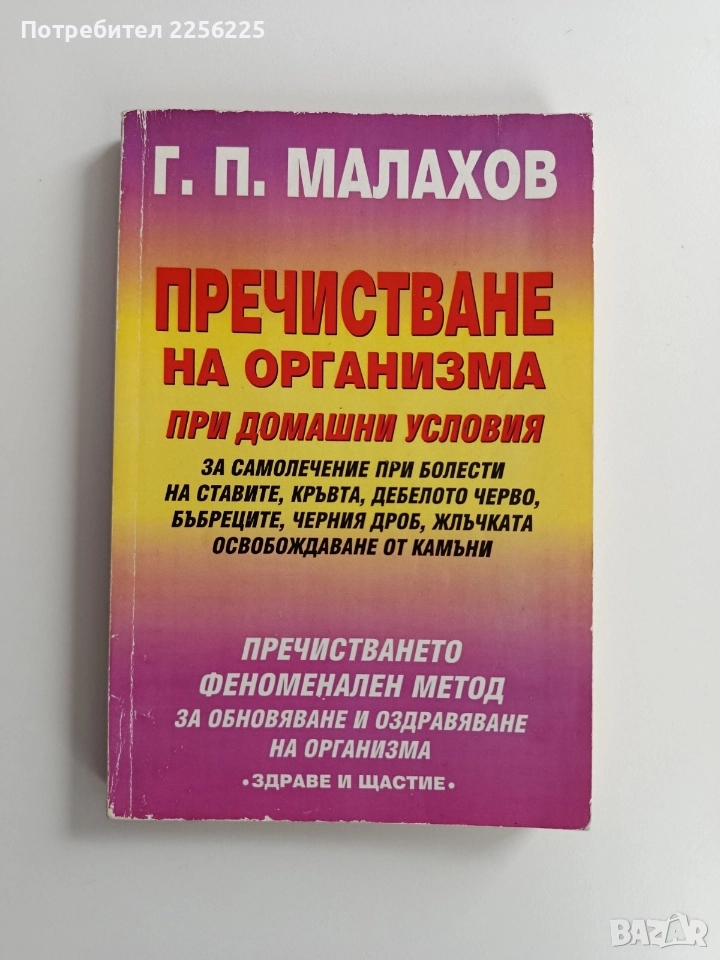 Потребител 2256225
Г. П. МАЛАХОВ
ПРЕЧИСТВАНЕ
НА ОРГАНИЗМА
ПРИ ДОМАШНИ УСЛОВИЯ
ЗА САМОЛЕЧЕНИЕ ПРИ БОЛЕСТИ
НА СТАВИТЕ, КРЪВТА, ДЕБЕЛОТО ЧЕРВО,
БЪБРЕЦИТЕ, ЧЕРНИЯ ДРОБ, ЖЛЪЧКАТА
ОСВОБОЖДАВАНЕ ОТ КАМЪНИ
ПРЕЧИСТВАНЕТО
ФЕНОМЕНАЛЕН МЕТОД
ЗА ОБНОВЯВАНЕ И ОЗДРАВЯВАНЕ
НА ОРГАНИЗМА
•ЗДРАВЕ И ЩАСТИЕ•
BAZAR